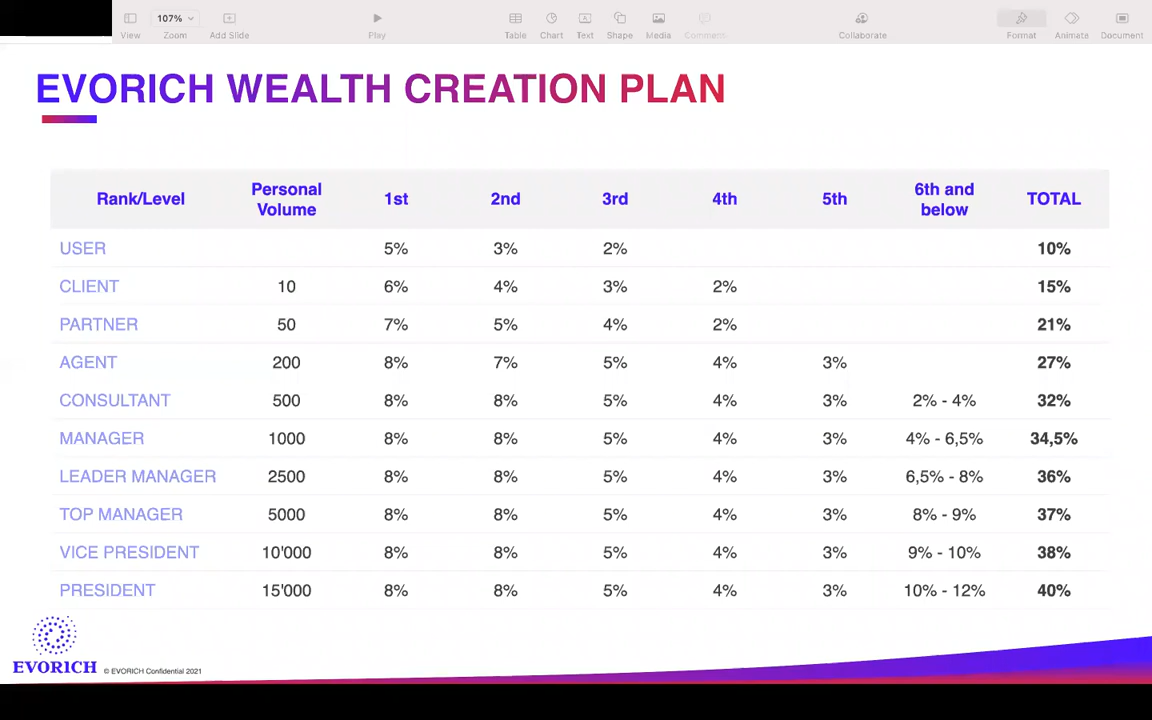 107%
View
Zoom
Add Slide
Play
Table
Chart
Text
Shape
Media
Comment
Collaborate
Format
Animate
Document
EVORICH WEALTH CREATION PLAN
Rank/Level Personal Volume 1st 2nd 3rd 4th 5th 6th and below TOTAL
USER 5% 3% 2% 10%
CLIENT 10 6% 4% 3% 2% 15%
PARTNER 50 7% 5% 4% 2% 21%
AGENT 200 8% 7% 5% 4% 3% 27%
CONSULTANT 500 8% 8% 5% 4% 3% 2% - 4% 32%
MANAGER 1000 8% 8% 5% 4% 3% 4% - 6,5% 34,5%
LEADER MANAGER 2500 8% 8% 5% 4% 3% 6,5% - 8% 36%
TOP MANAGER 5000 8% 8% 5% 4% 3% 8% - 9% 37%
VICE PRESIDENT 10'000 8% 8% 5% 4% 3% 9% - 10% 38%
PRESIDENT 15'000 8% 8% 5% 4% 3% 10% - 12% 40%
EVORICH © EVORICH Confidential 2021